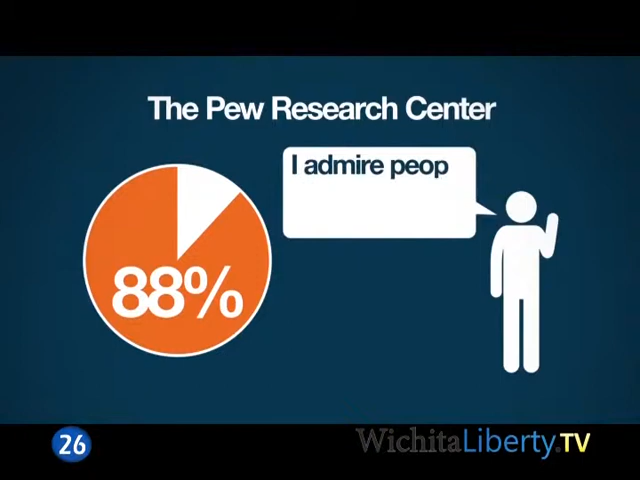 The Pew Research Center
I admire peop
88%
26
WichitaLiberty.TV